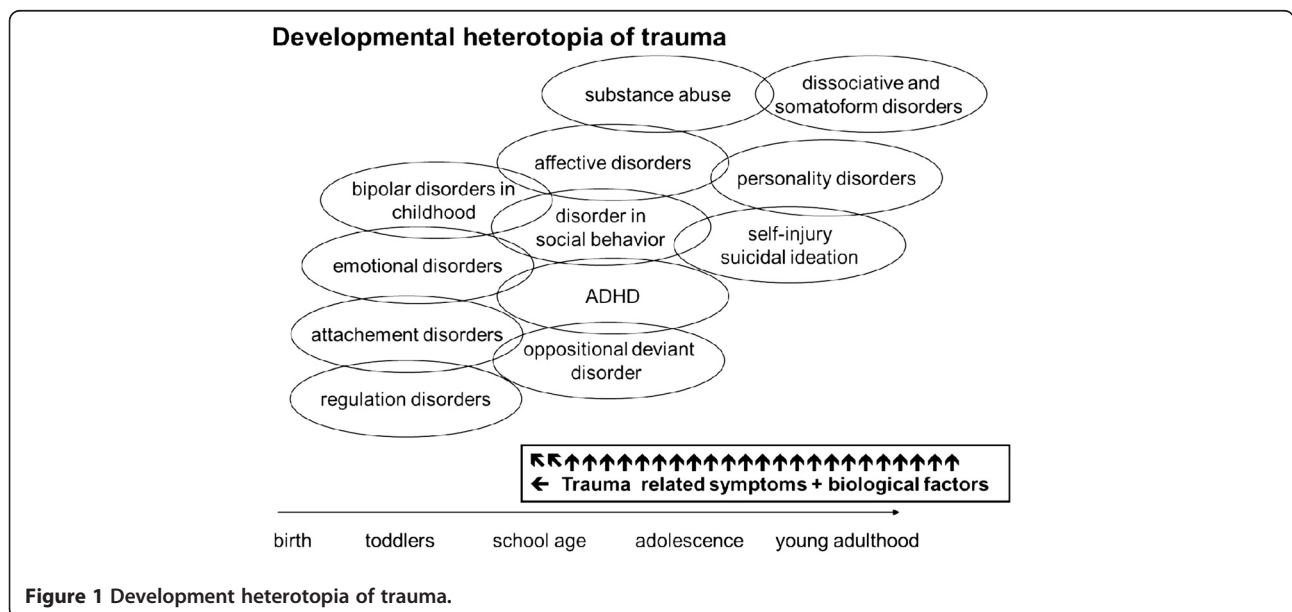 Developmental heterotopia of trauma
substance abuse
dissociative and
somatoform disorders
affective disorders
personality disorders
bipolar disorders in
childhood
disorder in
social behavior
self-injury
suicidal ideation
emotional disorders
ADHD
attachement disorders
oppositional deviant
disorder
regulation disorders
Trauma related symptoms + biological factors
birth toddlers school age adolescence young adulthood
Figure 1 Development heterotopia of trauma.